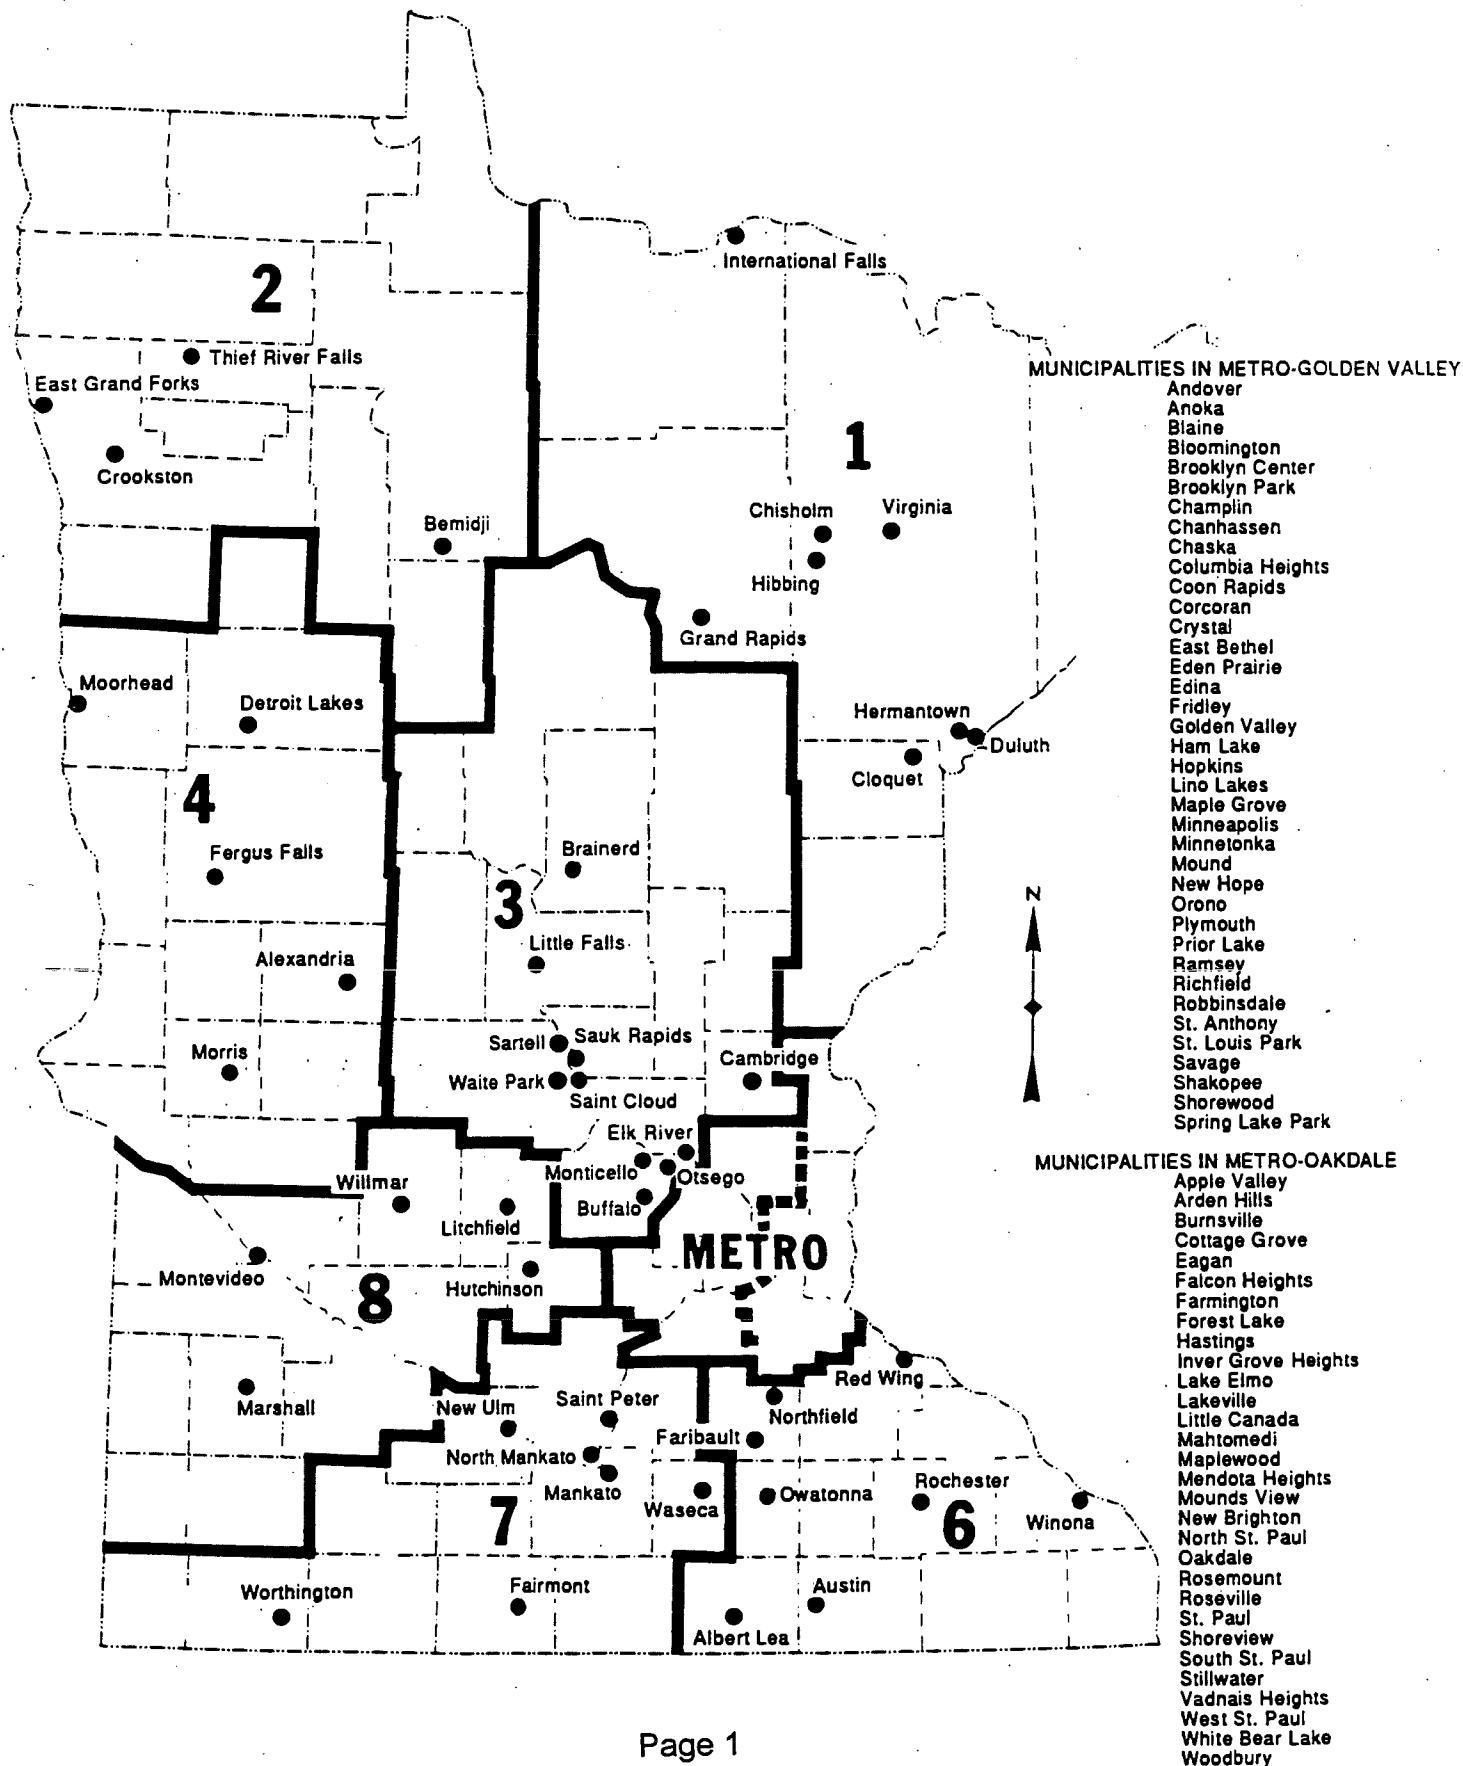 International Falls
2
Thief River Falls
East Grand Forks
Crookston
1
Chisholm
Virginia
Bemidji
Hibbing
Grand Rapids
Moorhead
Detroit Lakes
Hermantown
Duluth
Cloquet
4
Fergus Falls
Brainerd
3
Little Falls
Alexandria
Sartell
Sauk Rapids
Morris
Waite Park
Saint Cloud
Cambridge
Elk River
Monticello
Otsego
Willmar
Buffalo
Litchfield
METRO
Montevideo
Hutchinson
8
Red Wing
Marshall
New Ulm
Saint Peter
Northfield
Faribault
North Mankato
Mankato
Waseca
Owatonna
Rochester
Winona
7
6
Worthington
Fairmont
Austin
Albert Lea
MUNICIPALITIES IN METRO-GOLDEN VALLEY
Andover
Anoka
Blaine
Bloomington
Brooklyn Center
Brooklyn Park
Champlin
Chanhassen
Chaska
Columbia Heights
Coon Rapids
Corcoran
Crystal
East Bethel
Eden Prairie
Edina
Fridley
Golden Valley
Ham Lake
Hopkins
Lino Lakes
Maple Grove
Minneapolis
Minnetonka
Mound
New Hope
Orono
Plymouth
Prior Lake
Ramsey
Richfield
Robbinsdale
St. Anthony
St. Louis Park
Savage
Shakopee
Shorewood
Spring Lake Park
N
MUNICIPALITIES IN METRO-OAKDALE
Apple Valley
Arden Hills
Burnsville
Cottage Grove
Eagan
Falcon Heights
Farmington
Forest Lake
Hastings
Inver Grove Heights
Lake Elmo
Lakeville
Little Canada
Mahtomedi
Maplewood
Mendota Heights
Mounds View
New Brighton
North St. Paul
Oakdale
Rosemount
Roseville
St. Paul
Shoreview
South St. Paul
Stillwater
Vadnais Heights
West St. Paul
White Bear Lake
Woodbury
Page 1